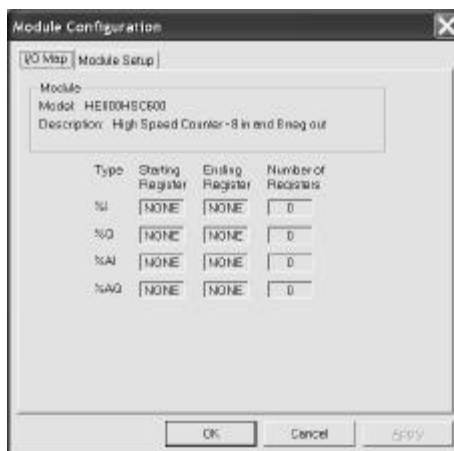 Module Configuration
I/O Map Module Setup
Module
Model: HE800HSC600
Description: High Speed Counter - 8 in and 8 neg out
Type Starting Register Ending Register Number of Registers
%I NONE NONE 0
%Q NONE NONE 0
%AI NONE NONE 0
%AQ NONE NONE 0
OK Cancel Apply